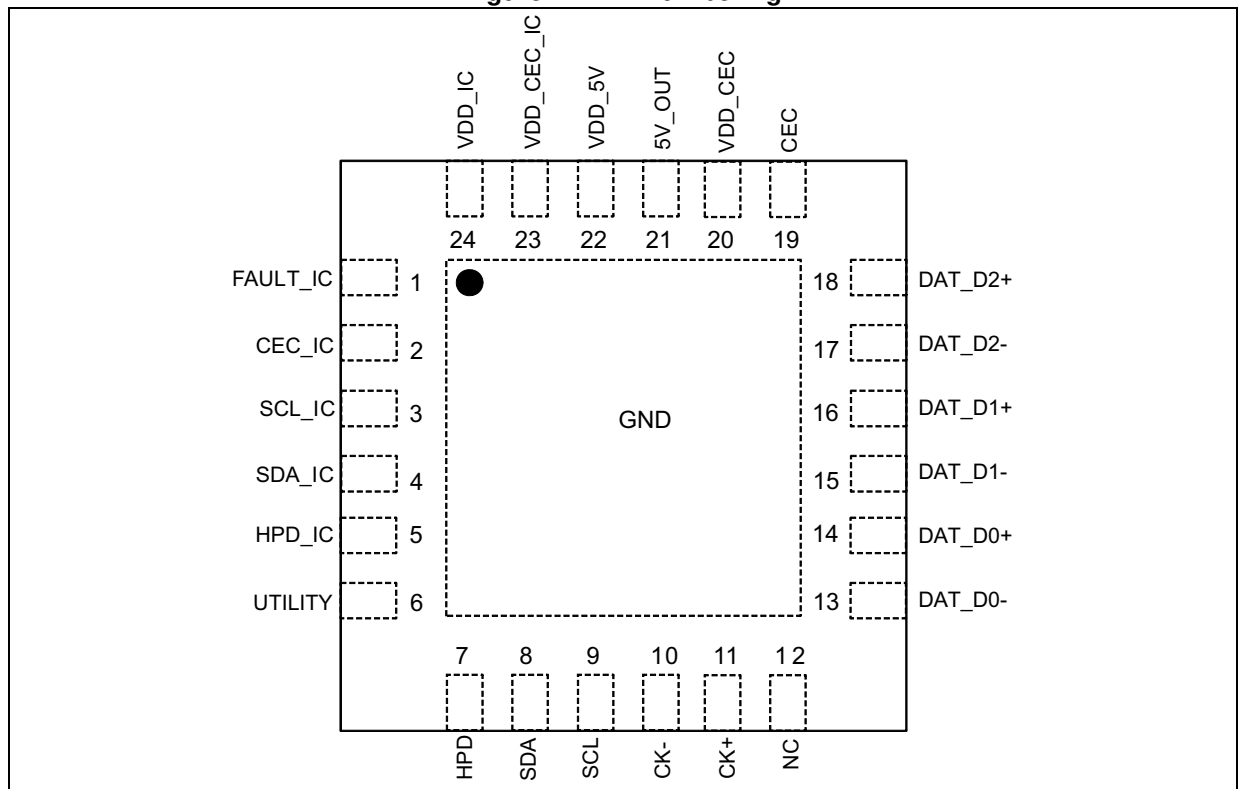 VDD_IC
VDD_CEC_IC
VDD_5V
5V_OUT
VDD_CEC
CEC
24 23 22 21 20 19
FAULT_IC 1 18 DAT_D2+
CEC_IC 2 17 DAT_D2-
SCL_IC 3 16 DAT_D1+
GND
SDA_IC 4 15 DAT_D1-
HPD_IC 5 14 DAT_D0+
UTILITY 6 13 DAT_D0-
7 8 9 10 11 12
HPD
SDA
SCL
CK-
CK+
NC